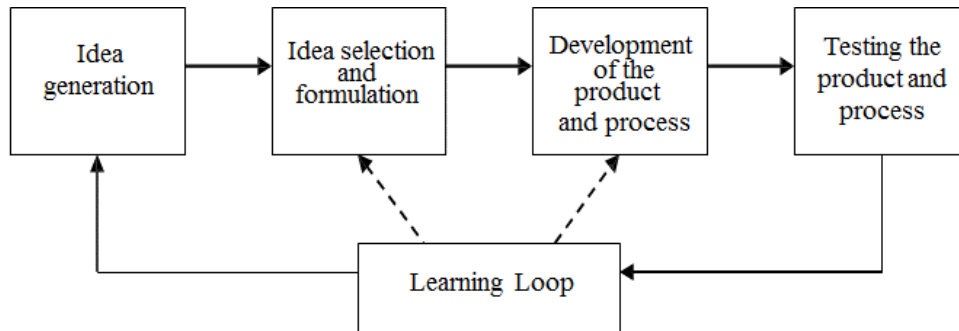 Idea
generation
Idea selection
and
formulation
Development
of the
product
and process
Testing the
product and
process
Learning Loop